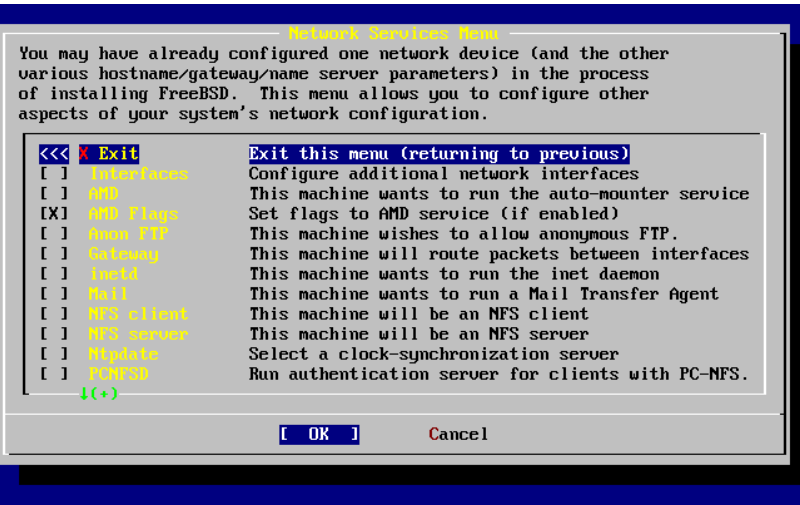 Network Services Menu
You may have already configured one network device (and the other
various hostname/gateway/name server parameters) in the process
of installing FreeBSD.  This menu allows you to configure other
aspects of your system's network configuration.
<<< X Exit Exit this menu (returning to previous)
[ ] Interfaces Configure additional network interfaces
[ ] AMD This machine wants to run the auto-mounter service
[X] AMD Flags Set flags to AMD service (if enabled)
[ ] Anon FTP This machine wishes to allow anonymous FTP.
[ ] Gateway This machine will route packets between interfaces
[ ] inetd This machine wants to run the inet daemon
[ ] Mail This machine wants to run a Mail Transfer Agent
[ ] NFS client This machine will be an NFS client
[ ] NFS server This machine will be an NFS server
[ ] Ntpdate Select a clock-synchronization server
[ ] PCNFSD Run authentication server for clients with PC-NFS.
↓(+)
[ OK ] Cancel